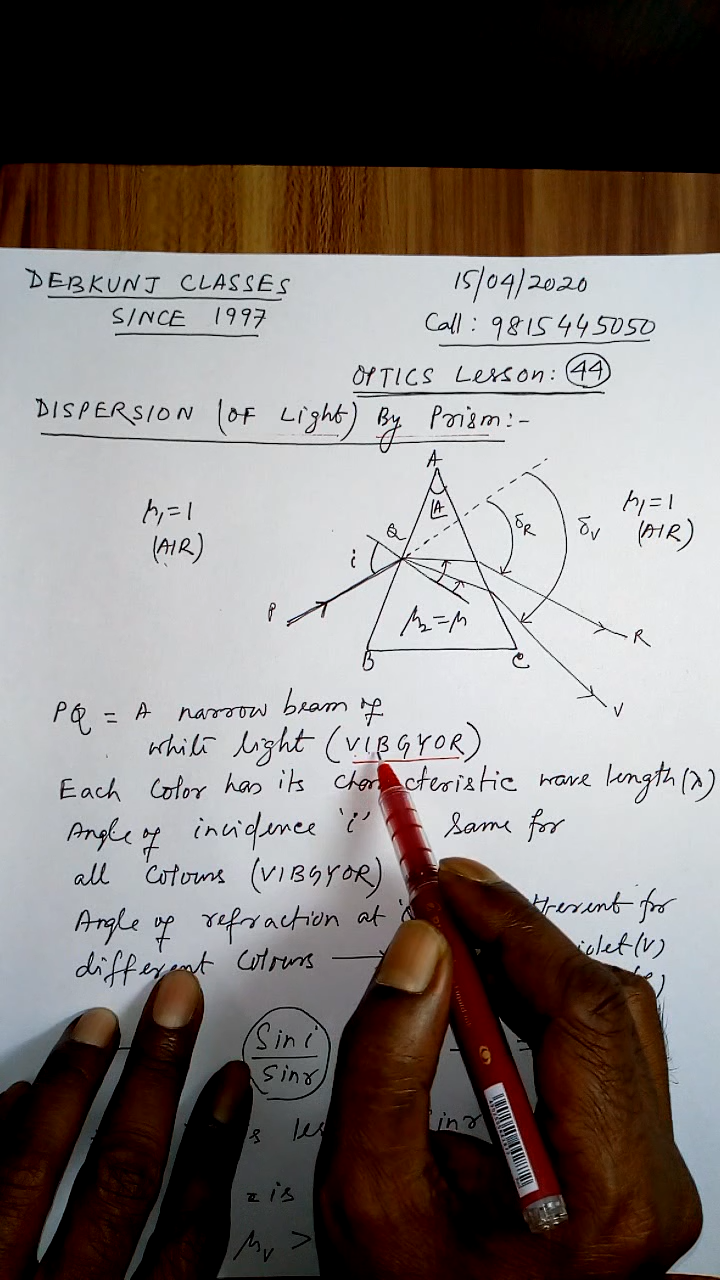 DEBKUNJ CLASSES
SINCE 1997
15/04/2020
Call: 9815445050
OPTICS Lesson: 44
DISPERSION (OF Light) By Prism:-
A
A
μ₁=1
(AIR)
μ₁=1
(AIR)
Q
i
δR
δV
P
μ₂=μ
R
B
C
V
PQ = A narrow beam of
white light (VIBGYOR)
Each Color has its characteristic wave length (λ)
Angle of incidence 'i' Same for
all Colours (VIBGYOR)
Angle of refraction at for
different Colours → (V)
Sin i
Sin r
is
μV >